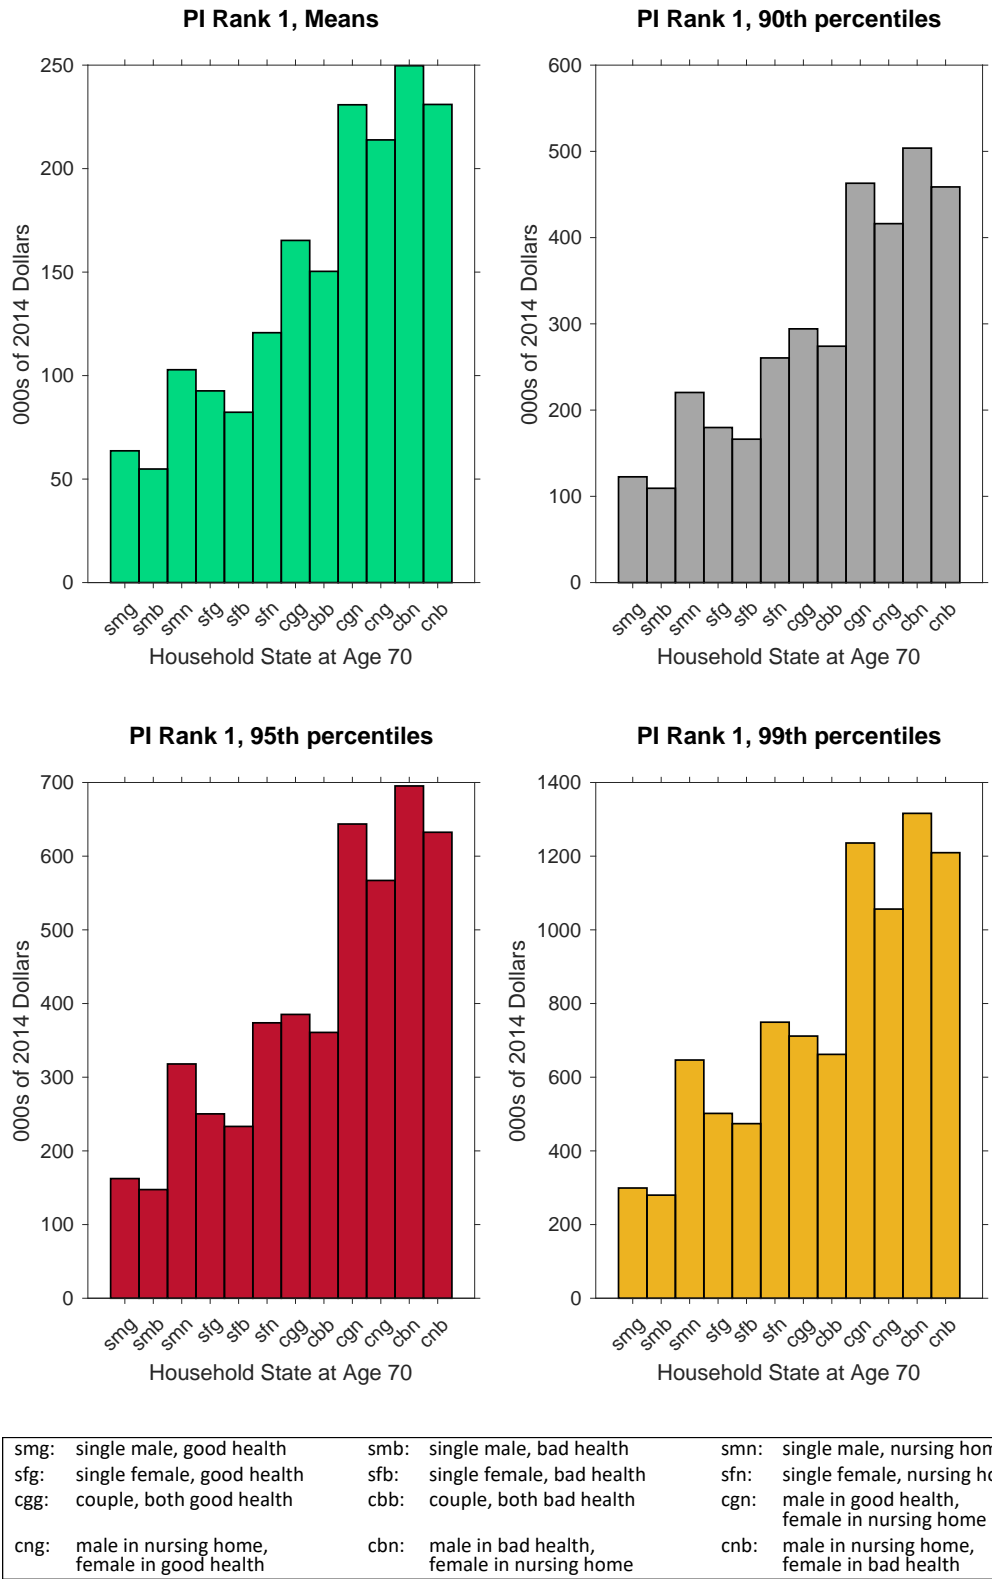 PI Rank 1, Means
250
200
150
100
50
0
000s of 2014 Dollars
smg smb smn sfg sfb sfn cgg cbb cgn cng cbn cnb
Household State at Age 70
PI Rank 1, 90th percentiles
600
500
400
300
200
100
0
000s of 2014 Dollars
smg smb smn sfg sfb sfn cgg cbb cgn cng cbn cnb
Household State at Age 70
PI Rank 1, 95th percentiles
700
600
500
400
300
200
100
0
000s of 2014 Dollars
smg smb smn sfg sfb sfn cgg cbb cgn cng cbn cnb
Household State at Age 70
PI Rank 1, 99th percentiles
1400
1200
1000
800
600
400
200
0
000s of 2014 Dollars
smg smb smn sfg sfb sfn cgg cbb cgn cng cbn cnb
Household State at Age 70
smg: single male, good health smb: single male, bad health smn: single male, nursing
sfg: single female, good health sfb: single female, bad health sfn: single female, nursing
cgg: couple, both good health cbb: couple, both bad health cgn: male in good health,
female in nursing home
cng: male in nursing home, cbn: male in bad health, cnb: male in nursing home,
female in good health female in nursing home female in bad health